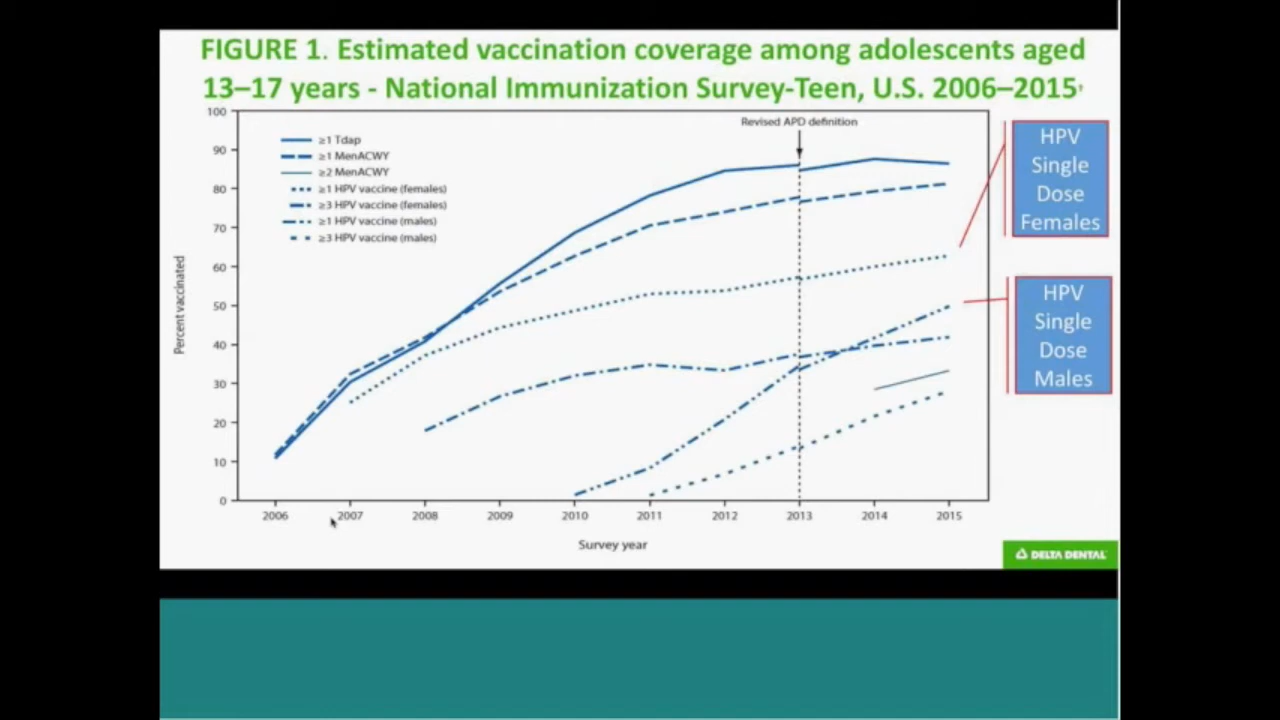 FIGURE 1. Estimated vaccination coverage among adolescents aged
13–17 years - National Immunization Survey-Teen, U.S. 2006–2015†
Revised APD definition
≥1 Tdap
≥1 MenACWY
≥2 MenACWY
≥1 HPV vaccine (females)
≥3 HPV vaccine (females)
≥1 HPV vaccine (males)
≥3 HPV vaccine (males)
Percent vaccinated
100
90
80
70
60
50
40
30
20
10
0
2006 2007 2008 2009 2010 2011 2012 2013 2014 2015
Survey year
HPV
Single
Dose
Females
HPV
Single
Dose
Males
DELTA DENTAL